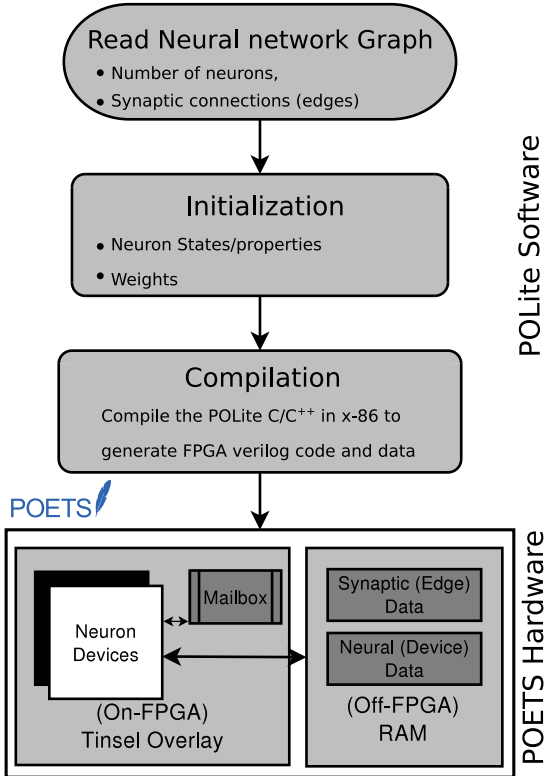 Read Neural network Graph
• Number of neurons,
• Synaptic connections (edges)
Initialization
• Neuron States/properties
• Weights
Compilation
Compile the POLite C/C++ in x-86 to
generate FPGA verilog code and data
POLite Software
POETS
Neuron
Devices
Mailbox
(On-FPGA)
Tinsel Overlay
Synaptic (Edge)
Data
Neural (Device)
Data
(Off-FPGA)
RAM
POETS Hardware